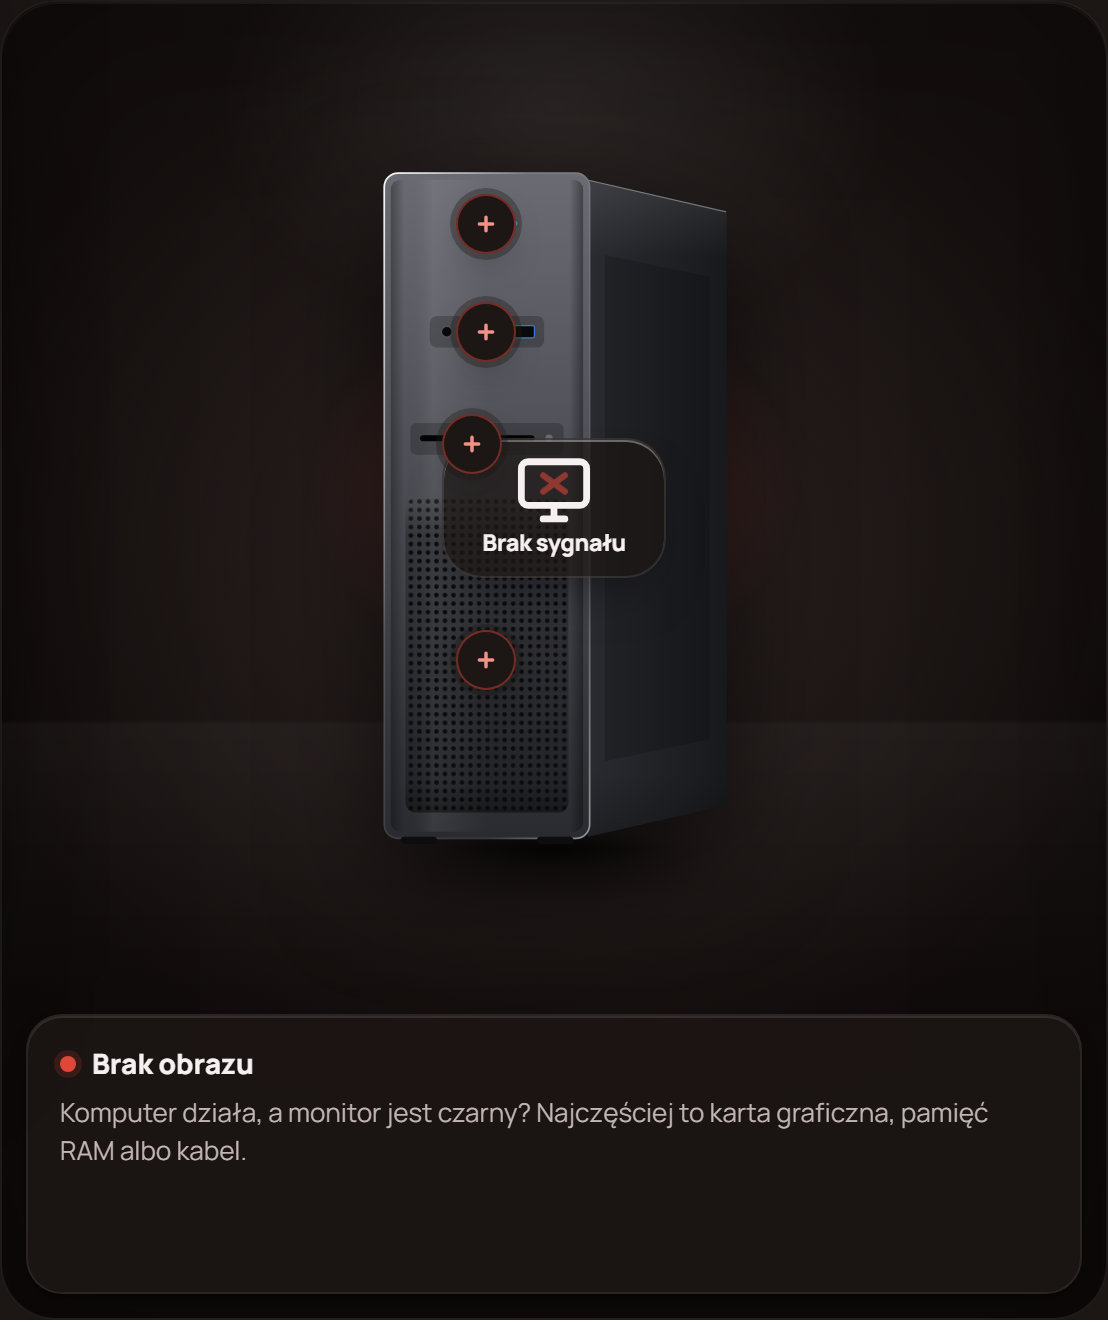 Brak sygnału
Brak obrazu
Komputer działa, a monitor jest czarny? Najczęściej to karta graficzna, pamięć
RAM albo kabel.